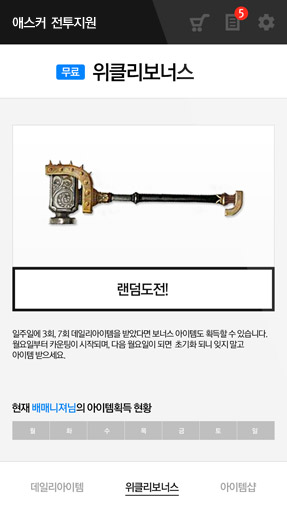 애스커 전투지원
5
무료 위클리보너스
랜덤도전!
일주일에 3회, 7회 데일리아이템을 받았다면 보너스 아이템도 획득할 수 있습니다.
월요일부터 카운팅이 시작되며, 다음 월요일이 되면 초기화 되니 잊지 말고
아이템 받으세요.
현재 배매니져님의 아이템획득 현황
월 화 수 목 금 토 일
데일리아이템 위클리보너스 아이템샵